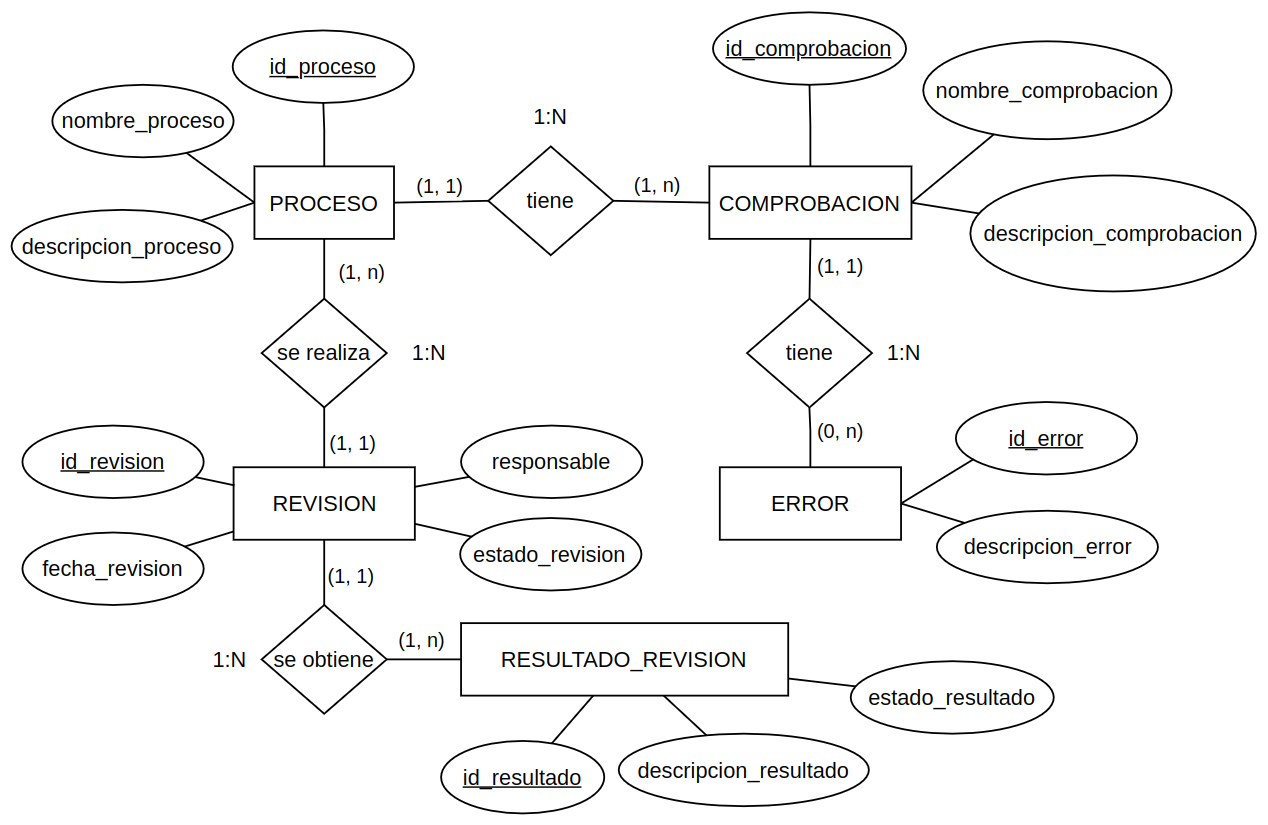 id_proceso
id_comprobacion
nombre_proceso
nombre_comprobacion
1:N
PROCESO
(1, 1)
tiene
(1, n)
COMPROBACION
descripcion_proceso
descripcion_comprobacion
(1, n)
(1, 1)
se realiza
1:N
tiene
1:N
(1, 1)
(0, n)
id_revision
REVISION
responsable
ERROR
id_error
fecha_revision
estado_revision
descripcion_error
(1, 1)
1:N
se obtiene
(1, n)
RESULTADO_REVISION
estado_resultado
id_resultado
descripcion_resultado